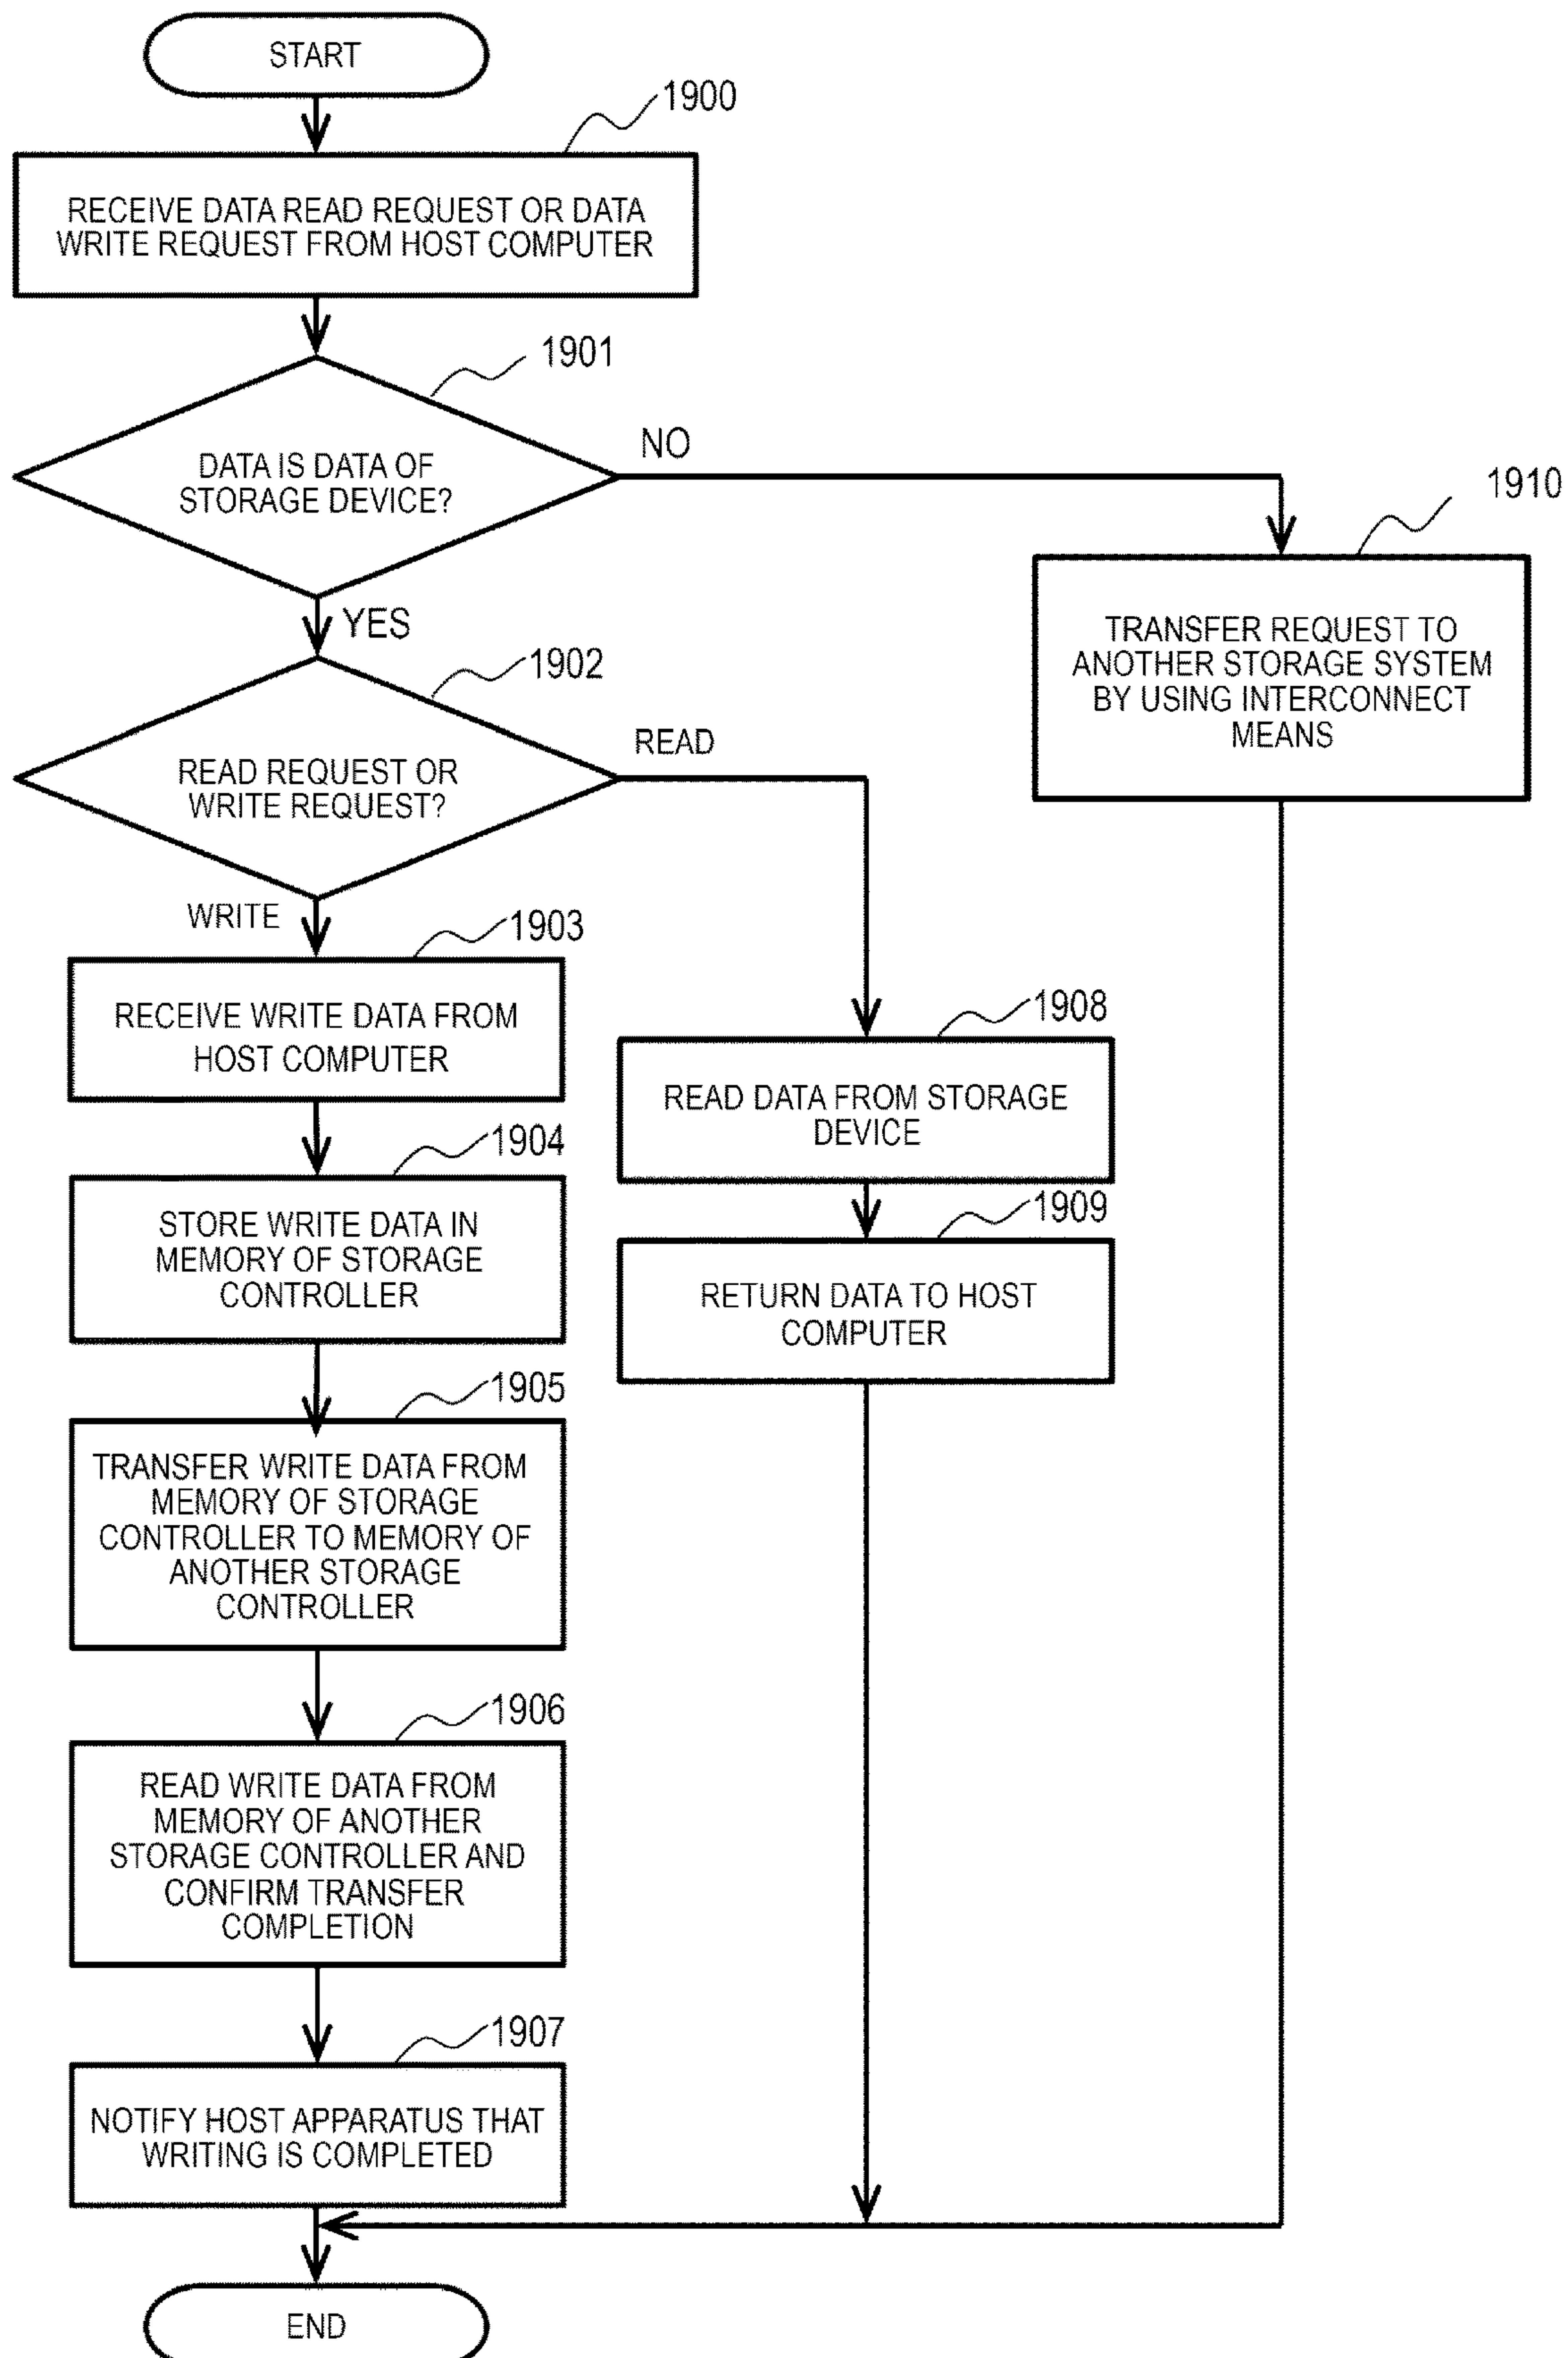 START
1900
RECEIVE DATA READ REQUEST OR DATA
WRITE REQUEST FROM HOST COMPUTER
1901
DATA IS DATA OF
STORAGE DEVICE?
NO
YES
1910
TRANSFER REQUEST TO
ANOTHER STORAGE SYSTEM
BY USING INTERCONNECT
MEANS
1902
READ REQUEST OR
WRITE REQUEST?
READ
WRITE
1903
RECEIVE WRITE DATA FROM
HOST COMPUTER
1904
STORE WRITE DATA IN
MEMORY OF STORAGE
CONTROLLER
1905
TRANSFER WRITE DATA FROM
MEMORY OF STORAGE
CONTROLLER TO MEMORY OF
ANOTHER STORAGE
CONTROLLER
1906
READ WRITE DATA FROM
MEMORY OF ANOTHER
STORAGE CONTROLLER AND
CONFIRM TRANSFER
COMPLETION
1907
NOTIFY HOST APPARATUS THAT
WRITING IS COMPLETED
1908
READ DATA FROM STORAGE
DEVICE
1909
RETURN DATA TO HOST
COMPUTER
END